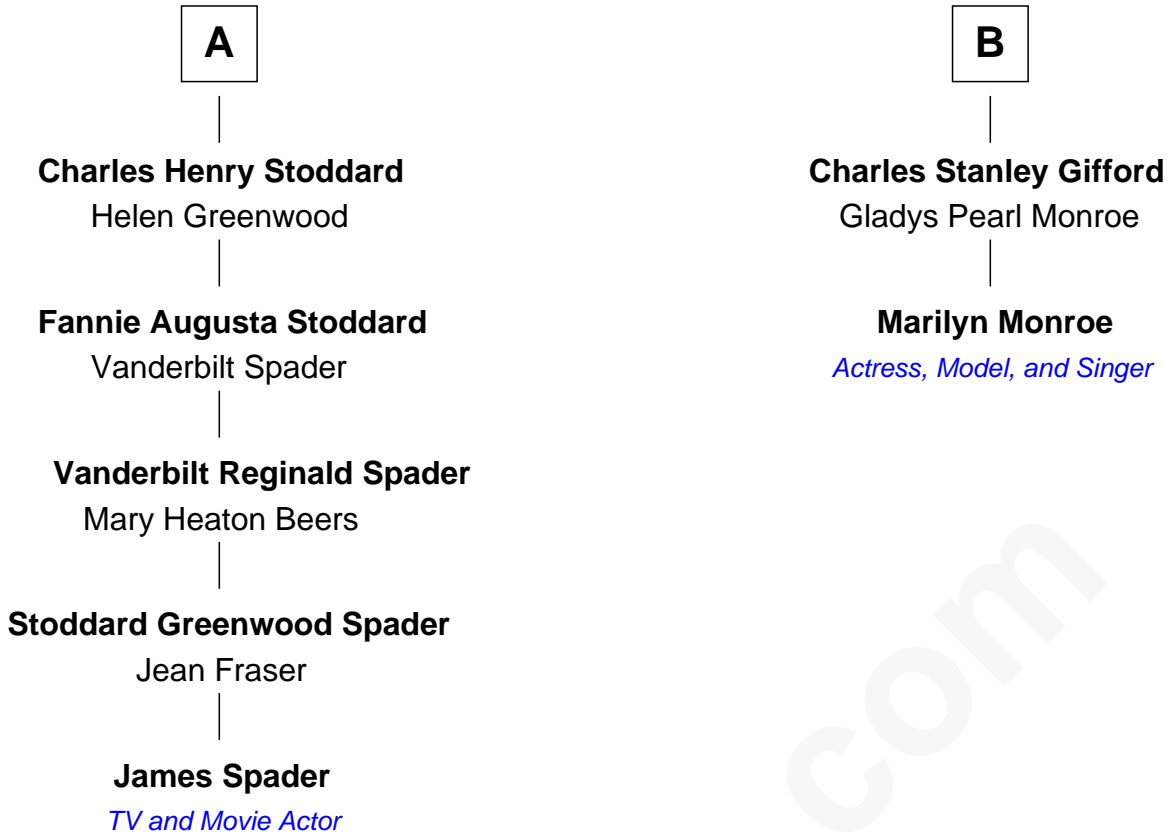 A
Charles Henry Stoddard
Helen Greenwood
Fannie Augusta Stoddard
Vanderbilt Spader
Vanderbilt Reginald Spader
Mary Heaton Beers
Stoddard Greenwood Spader
Jean Fraser
James Spader
TV and Movie Actor
B
Charles Stanley Gifford
Gladys Pearl Monroe
Marilyn Monroe
Actress, Model, and Singer
com